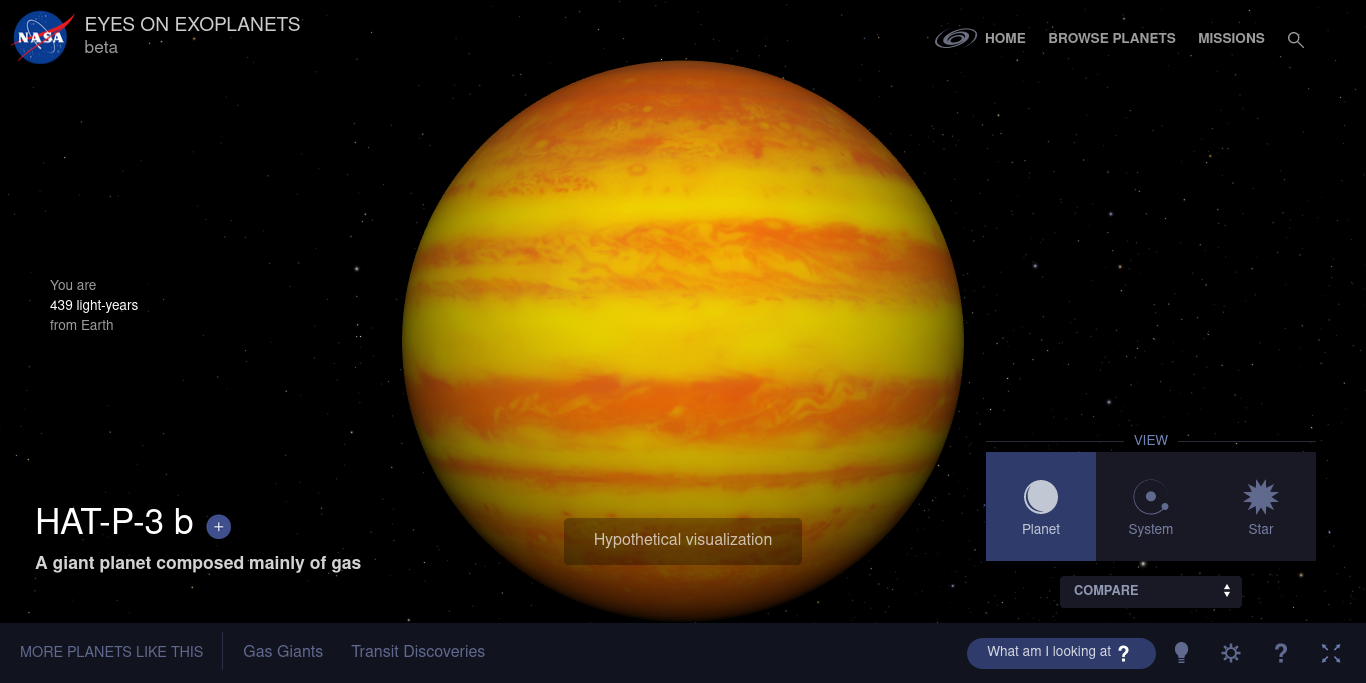 NASA
EYES ON EXOPLANETS
beta
HOME
BROWSE PLANETS
MISSIONS
You are
439 light-years
from Earth
HAT-P-3 b +
A giant planet composed mainly of gas
Hypothetical visualization
VIEW
Planet
System
Star
COMPARE
MORE PLANETS LIKE THIS
Gas Giants
Transit Discoveries
What am I looking at ?
?